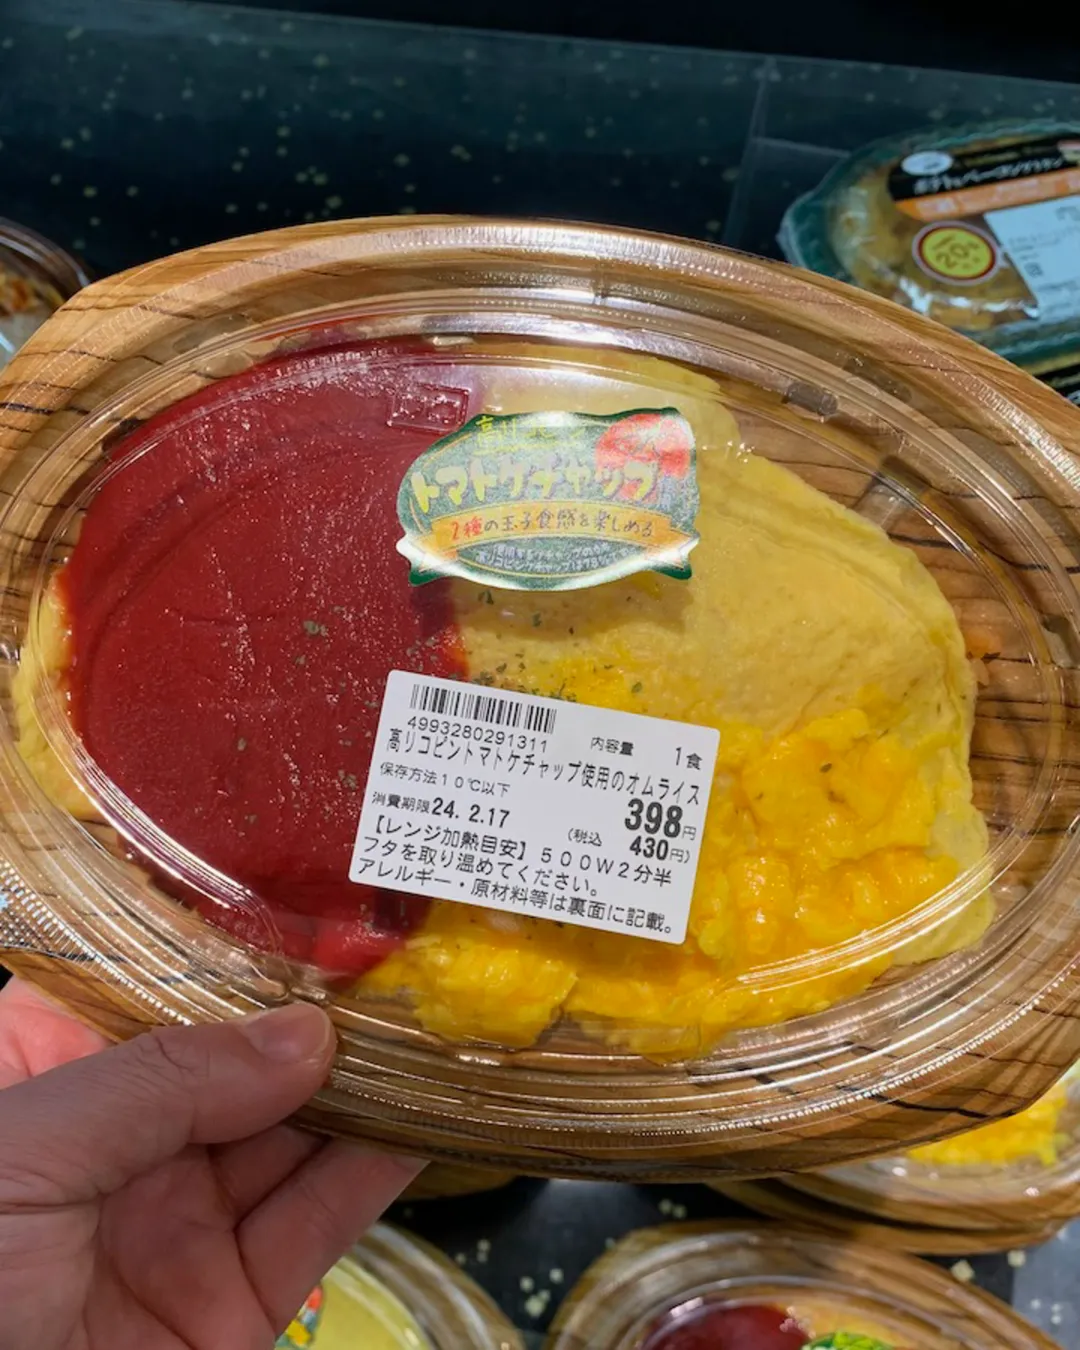 高リコピン
トマトケチャップ
2種の玉子食感を楽しめる
4993280291311
内容量 1食
高リコピントマトケチャップ使用のオムライス
保存方法10℃以下
398円
消費期限24. 2.17
(税込 430円)
【レンジ加熱目安】500W2分半
フタを取り温めてください。
アレルギー・原材料等は裏面に記載。